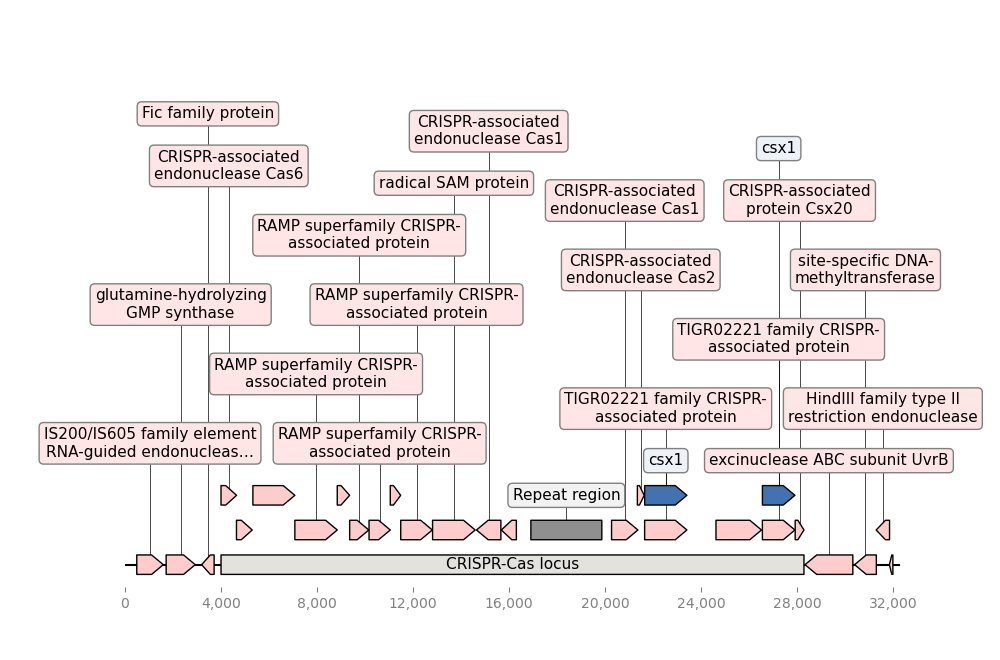 Fic family protein
CRISPR-associated
endonuclease Cas1
csx1
CRISPR-associated
endonuclease Cas6
radical SAM protein
CRISPR-associated
endonuclease Cas1
CRISPR-associated
protein Csx20
RAMP superfamily CRISPR-
associated protein
CRISPR-associated
endonuclease Cas2
site-specific DNA-
methyltransferase
glutamine-hydrolyzing
GMP synthase
RAMP superfamily CRISPR-
associated protein
TIGR02221 family CRISPR-
associated protein
RAMP superfamily CRISPR-
associated protein
TIGR02221 family CRISPR-
associated protein
HindIII family type II
restriction endonuclease
IS200/IS605 family element
RNA-guided endonucleas...
RAMP superfamily CRISPR-
associated protein
csx1
excinuclease ABC subunit UvrB
Repeat region
CRISPR-Cas locus
0 4,000 8,000 12,000 16,000 20,000 24,000 28,000 32,000